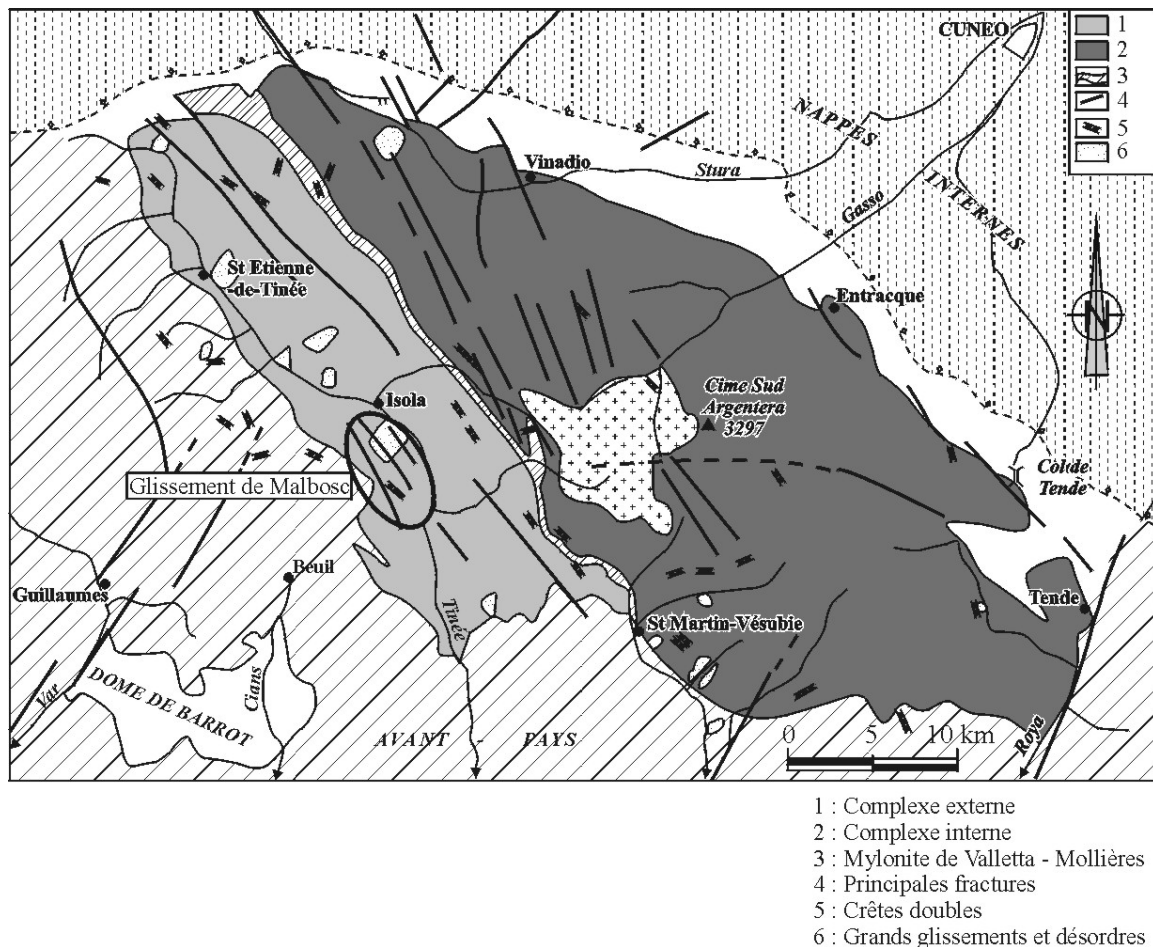 CUNEO
1
2
3
4
5
6
NAPPES
INTERNES
Vinadio
Stura
Gasso
St Etienne
-de-Tinée
Entracque
N
Isola
Cime Sud
Argentera
3297
Glissement de Malbosc
Col de
Tende
Guillaumes
Beuil
Tinée
St Martin-Vésubie
Tende
Var
DOME DE BARROT
Cians
AVANT - PAYS
0 5 10 km
Roya
1 : Complexe externe
2 : Complexe interne
3 : Mylonite de Valletta - Mollières
4 : Principales fractures
5 : Crêtes doubles
6 : Grands glissements et désordres